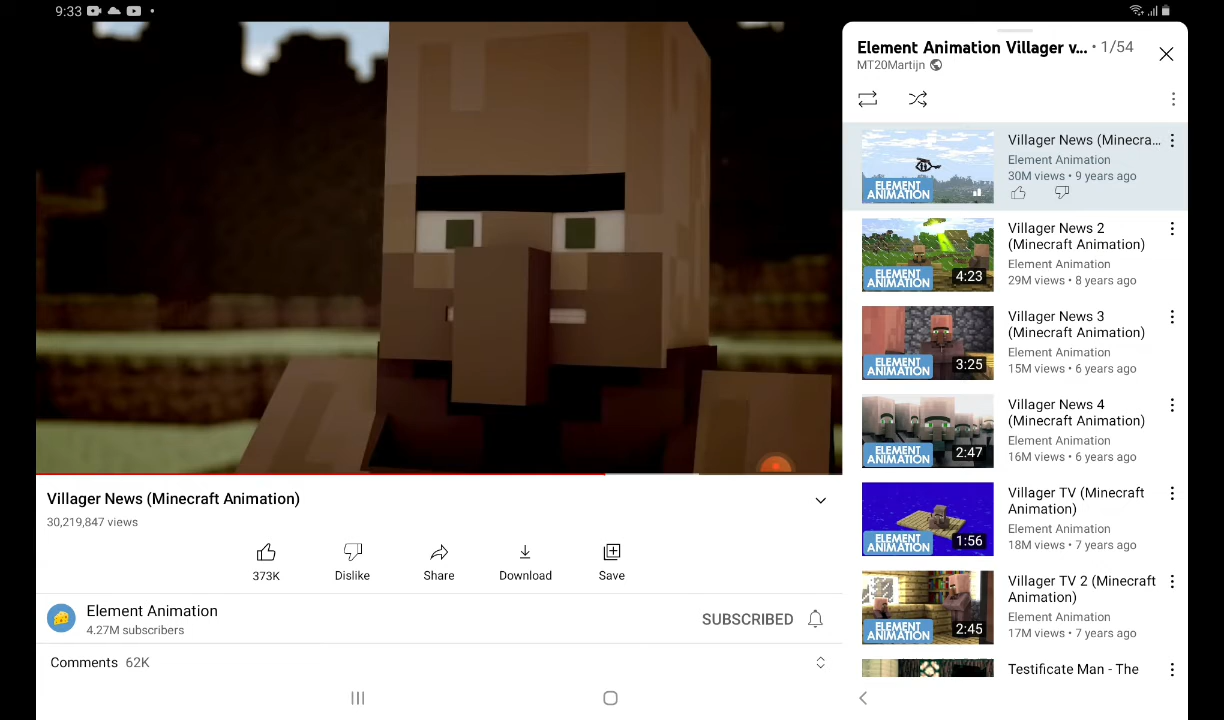 9:33
Element Animation Villager v... • 1/54
MT20Martijn
Villager News (Minecra...
Element Animation
30M views • 9 years ago
ELEMENT
ANIMATION
Villager News 2
(Minecraft Animation)
Element Animation
29M views • 8 years ago
ELEMENT
ANIMATION
4:23
Villager News 3
(Minecraft Animation)
Element Animation
15M views • 6 years ago
ELEMENT
ANIMATION
3:25
Villager News 4
(Minecraft Animation)
Element Animation
16M views • 6 years ago
ELEMENT
ANIMATION
2:47
Villager TV (Minecraft
Animation)
Element Animation
18M views • 7 years ago
ELEMENT
ANIMATION
1:56
Villager TV 2 (Minecraft
Animation)
Element Animation
17M views • 7 years ago
ELEMENT
ANIMATION
2:45
Testificate Man - The
Villager News (Minecraft Animation)
30,219,847 views
373K
Dislike
Share
Download
Save
Element Animation
4.27M subscribers
SUBSCRIBED
Comments 62K